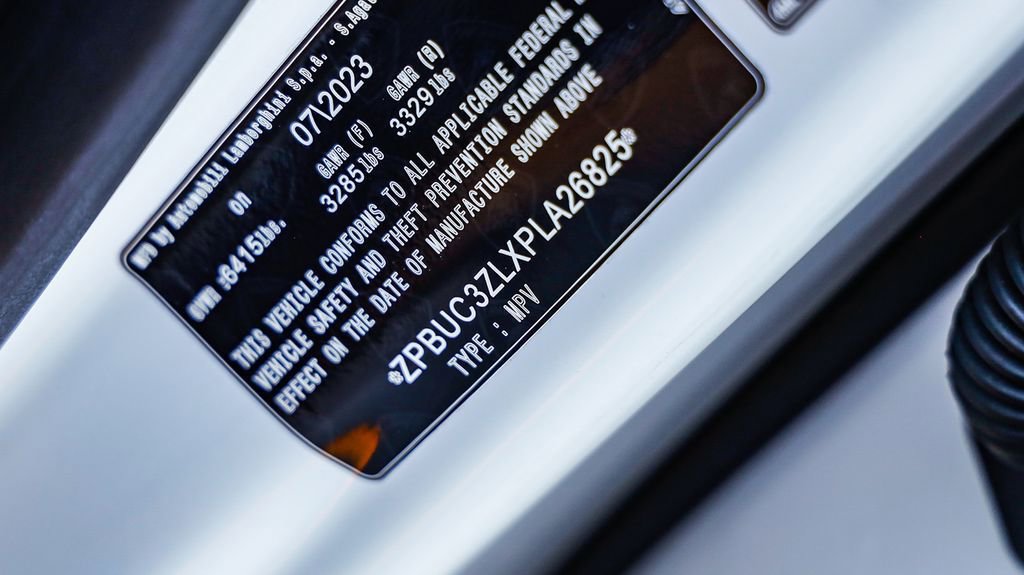 MFD by Automobili Lamborghini S.p.a. - S.Aga
on 07\2023
GVWR :6415lbs. GAWR (F) GAWR (R)
3285lbs 3329lbs
THIS VEHICLE CONFORMS TO ALL APPLICABLE FEDERAL
VEHICLE SAFETY AND THEFT PREVENTION STANDARDS IN
EFFECT ON THE DATE OF MANUFACTURE SHOWN ABOVE
*ZPBUC3ZLXPLA26825*
TYPE : MPV